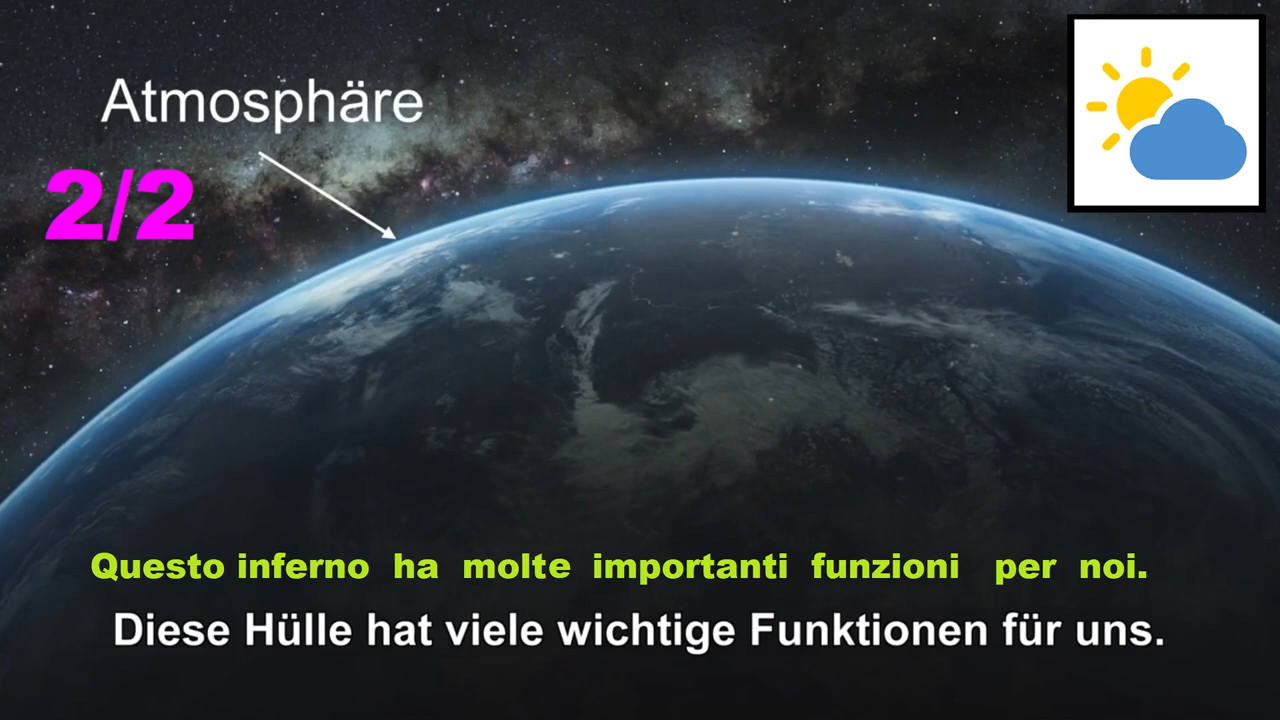 Atmosphäre
2/2
Questo inferno ha molte importanti funzioni per noi.
Diese Hülle hat viele wichtige Funktionen für uns.